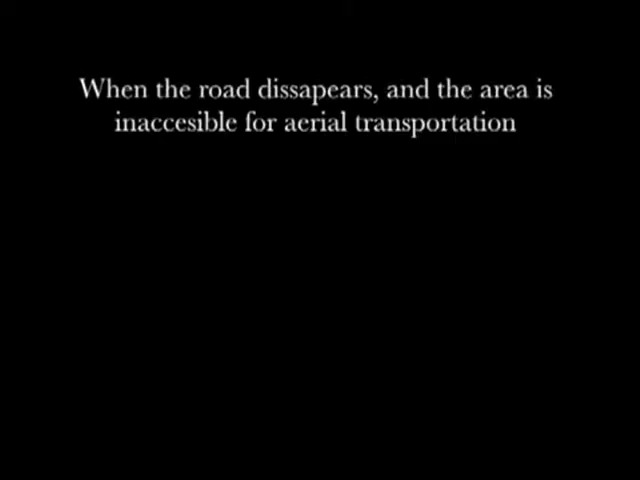 When the road dissapears, and the area is
inaccesible for aerial transportation